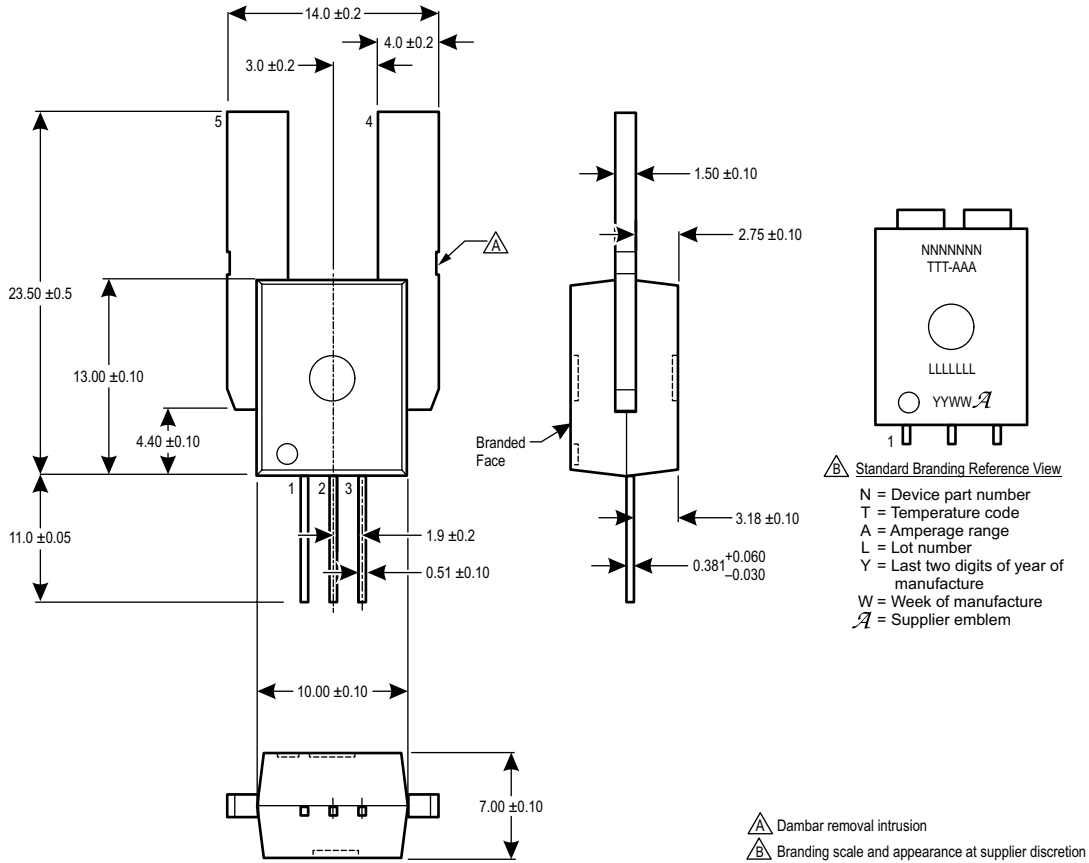 14.0 ±0.2
4.0 ±0.2
3.0 ±0.2
5
4
1.50 ±0.10
A
2.75 ±0.10
23.50 ±0.5
13.00 ±0.10
4.40 ±0.10
Branded
Face
1
2
3
11.0 ±0.05
1.9 ±0.2
0.51 ±0.10
3.18 ±0.10
0.381 +0.060
–0.030
10.00 ±0.10
7.00 ±0.10
NNNNNNN
TTT-AAA
LLLLLLL
YYWW A
1
B Standard Branding Reference View
N = Device part number
T = Temperature code
A = Amperage range
L = Lot number
Y = Last two digits of year of
manufacture
W = Week of manufacture
A = Supplier emblem
A Dambar removal intrusion
B Branding scale and appearance at supplier discretion